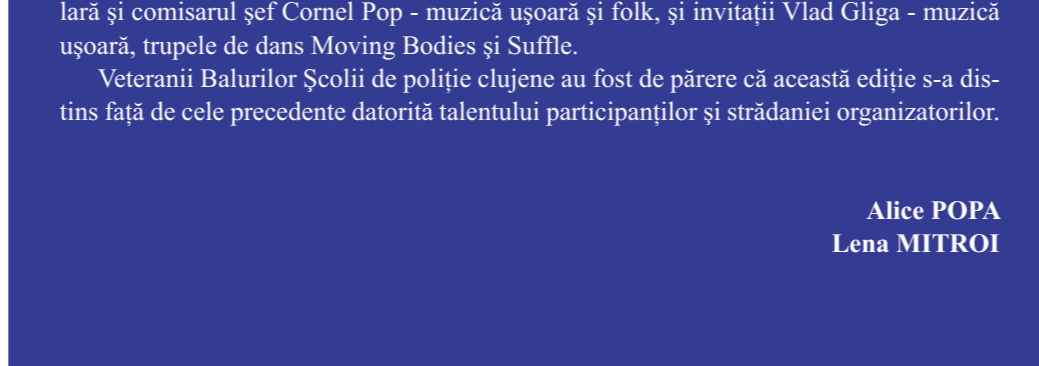 lară şi comisarul şef Cornel Pop - muzică uşoară şi folk, şi invitaţii Vlad Gliga - muzică
uşoară, trupele de dans Moving Bodies şi Suffle.
Veteranii Balurilor Şcolii de poliţie clujene au fost de părere că această ediţie s-a dis-
tins faţă de cele precedente datorită talentului participanţilor şi strădaniei organizatorilor.
Alice POPA
Lena MITROI